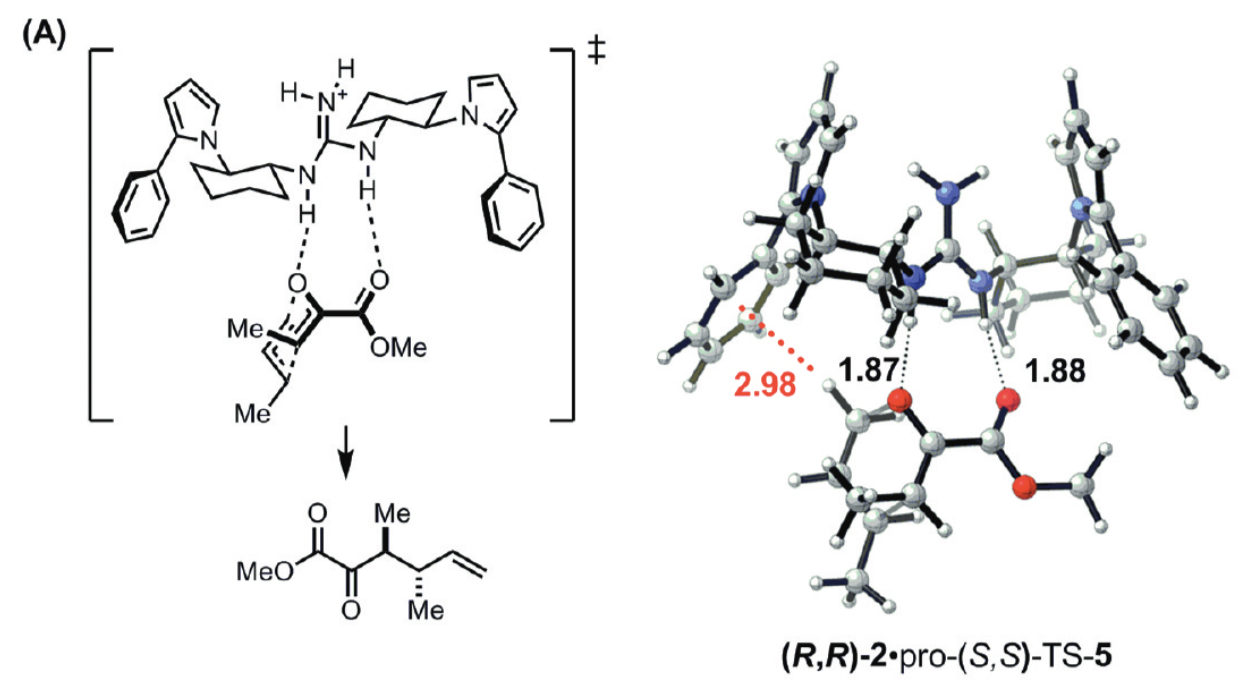 (A)
‡
H
H
N+
N
N
N
N
H
H
O
O
Me
OMe
Me
O
Me
MeO
O
Me
2.98
1.87
1.88
(R,R)-2•pro-(S,S)-TS-5